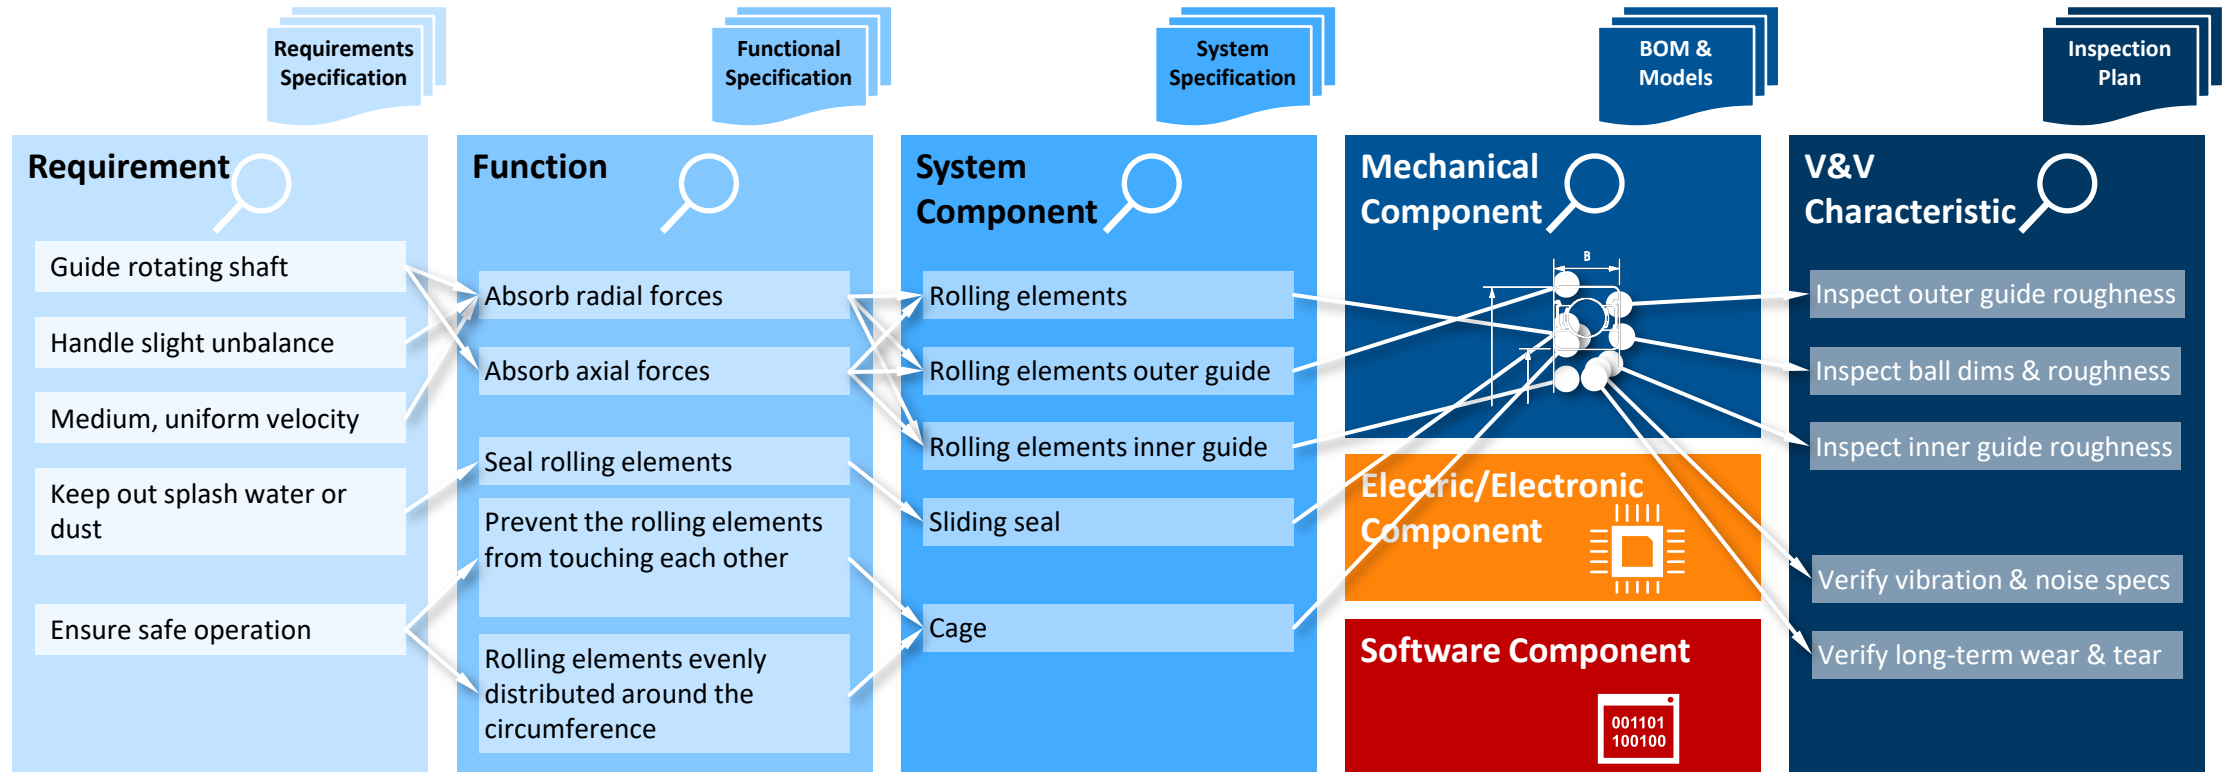 Requirements
Specification
Functional
Specification
System
Specification
BOM &
Models
Inspection
Plan
Requirement
Guide rotating shaft
Handle slight unbalance
Medium, uniform velocity
Keep out splash water or
dust
Ensure safe operation
Function
Absorb radial forces
Absorb axial forces
Seal rolling elements
Prevent the rolling elements
from touching each other
Rolling elements evenly
distributed around the
circumference
System
Component
Rolling elements
Rolling elements outer guide
Rolling elements inner guide
Sliding seal
Cage
Mechanical
Component
B
Electric/Electronic
Component
Software Component
001101
100100
V&V
Characteristic
Inspect outer guide roughness
Inspect ball dims & roughness
Inspect inner guide roughness
Verify vibration & noise specs
Verify long-term wear & tear